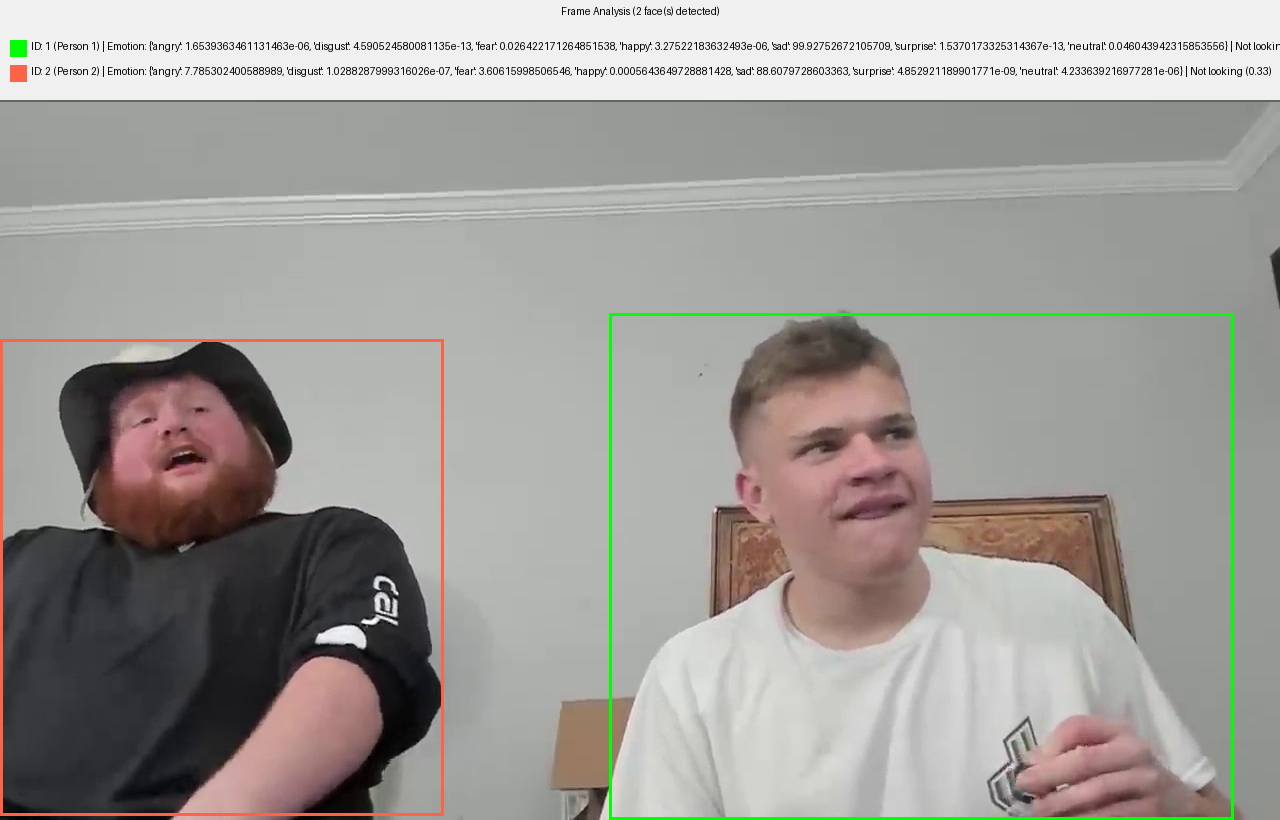 Frame Analysis (2 face(s) detected)
ID: 1 (Person 1) | Emotion: {'angry': 1.6539363461131463e-06, 'disgust': 4.590524580081135e-13, 'fear': 0.026422171264851538, 'happy': 3.27522183632493e-06, 'sad': 99.92752672105709, 'surprise': 1.5370173325314367e-13, 'neutral': 0.046043942315853556} | Not lookin
ID: 2 (Person 2) | Emotion: {'angry': 7.785302400588989, 'disgust': 1.0288287999316026e-07, 'fear': 3.60615998506546, 'happy': 0.0005643649728881428, 'sad': 88.6079728603363, 'surprise': 4.852921189901771e-09, 'neutral': 4.233639216977281e-06} | Not looking (0.33)